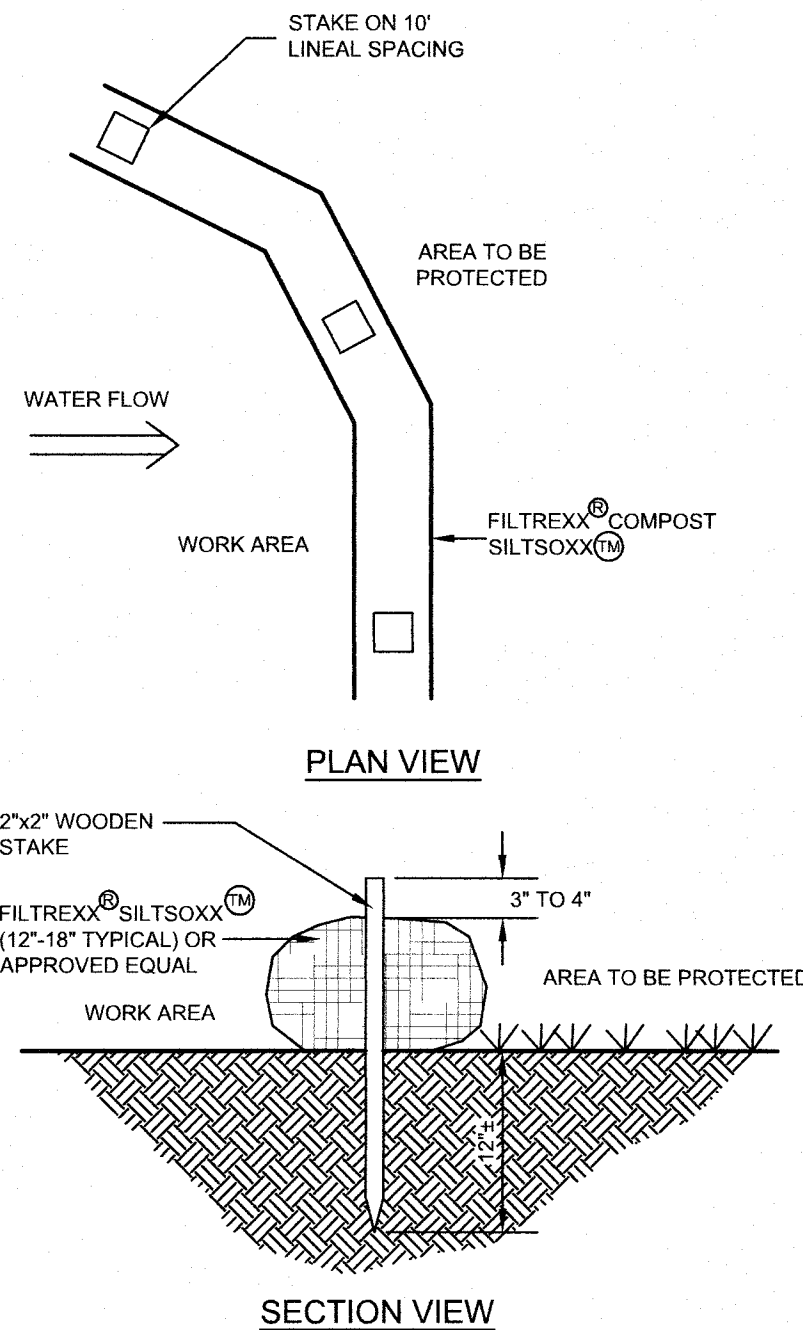 STAKE ON 10'
LINEAL SPACING
AREA TO BE
PROTECTED
WATER FLOW
WORK AREA
FILTREXX® COMPOST
SILTSOXX™
PLAN VIEW
2"x2" WOODEN
STAKE
3" TO 4"
FILTREXX® SILTSOXX™
(12"-18" TYPICAL) OR
APPROVED EQUAL
AREA TO BE PROTECTED
WORK AREA
12"±
SECTION VIEW